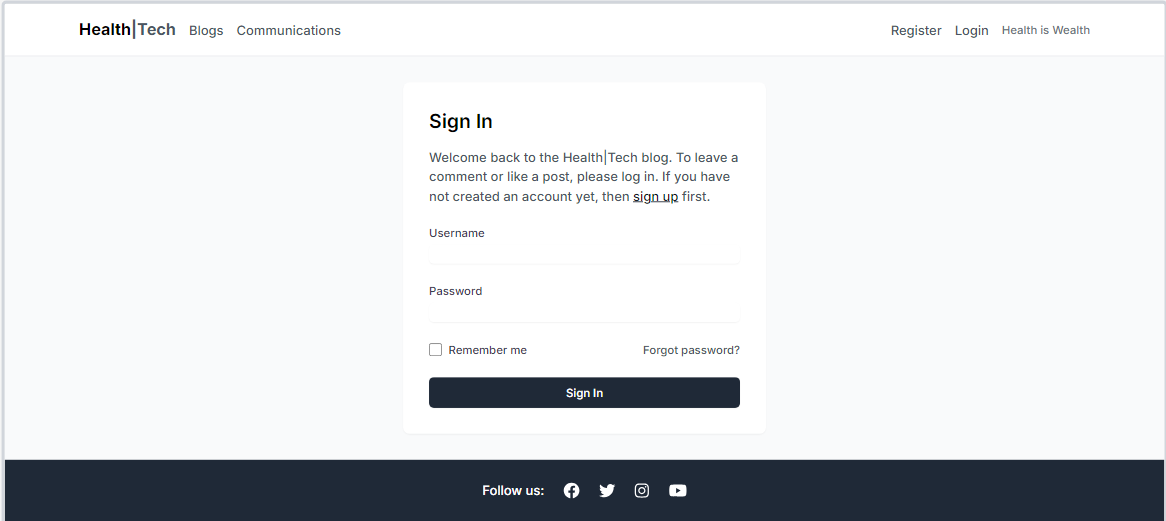 Health|Tech Blogs Communications Register Login Health is Wealth
Sign In
Welcome back to the Health|Tech blog. To leave a
comment or like a post, please log in. If you have
not created an account yet, then sign up first.
Username
Password
Remember me Forgot password?
Sign In
Follow us: